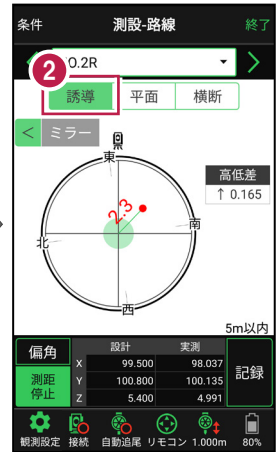 条件 測設-路線 終了
2 O.2R
誘導 平面 横断
< ミラー
東
2.3
高低差
↑ 0.165
南
北
西
5m以内
偏角 設計 実測
X 99.500 98.037
測距停止 Y 100.800 100.135 記録
Z 5.400 4.991
観測設定 接続 自動追尾 リモコン 1.000m 80%